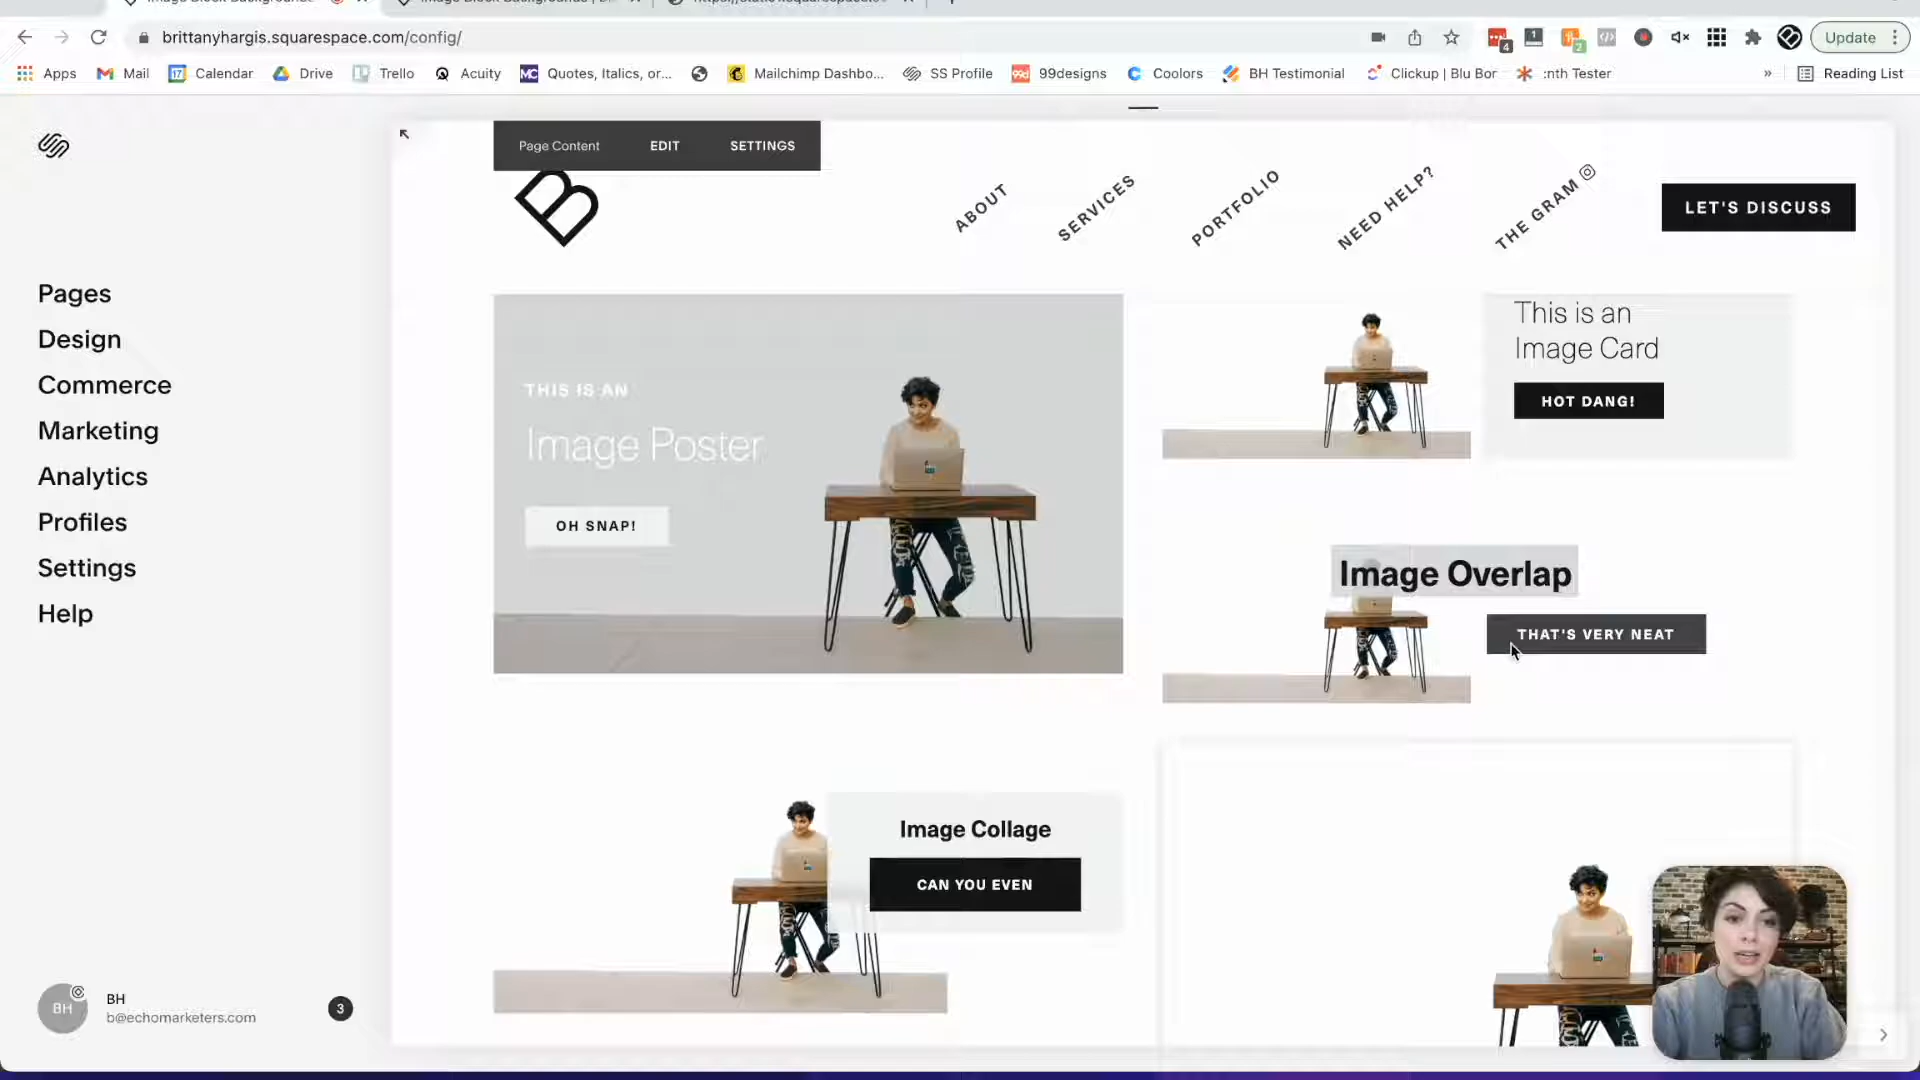 brittanyhargis.squarespace.com/config/
4
1
2
Update
Apps
Mail
Calendar
Drive
Trello
Acuity
MC
Quotes, Italics, or...
Mailchimp Dashbo...
SS Profile
99designs
Coolors
BH Testimonial
Clickup | Blu Bor
:nth Tester
»
Reading List
Page Content
EDIT
SETTINGS
B
ABOUT
SERVICES
PORTFOLIO
NEED HELP?
THE GRAM
LET'S DISCUSS
Pages
Design
Commerce
Marketing
Analytics
Profiles
Settings
Help
THIS IS AN
Image Poster
OH SNAP!
This is an
Image Card
HOT DANG!
Image Overlap
THAT'S VERY NEAT
Image Collage
CAN YOU EVEN
BH
BH
b@echomarketers.com
3